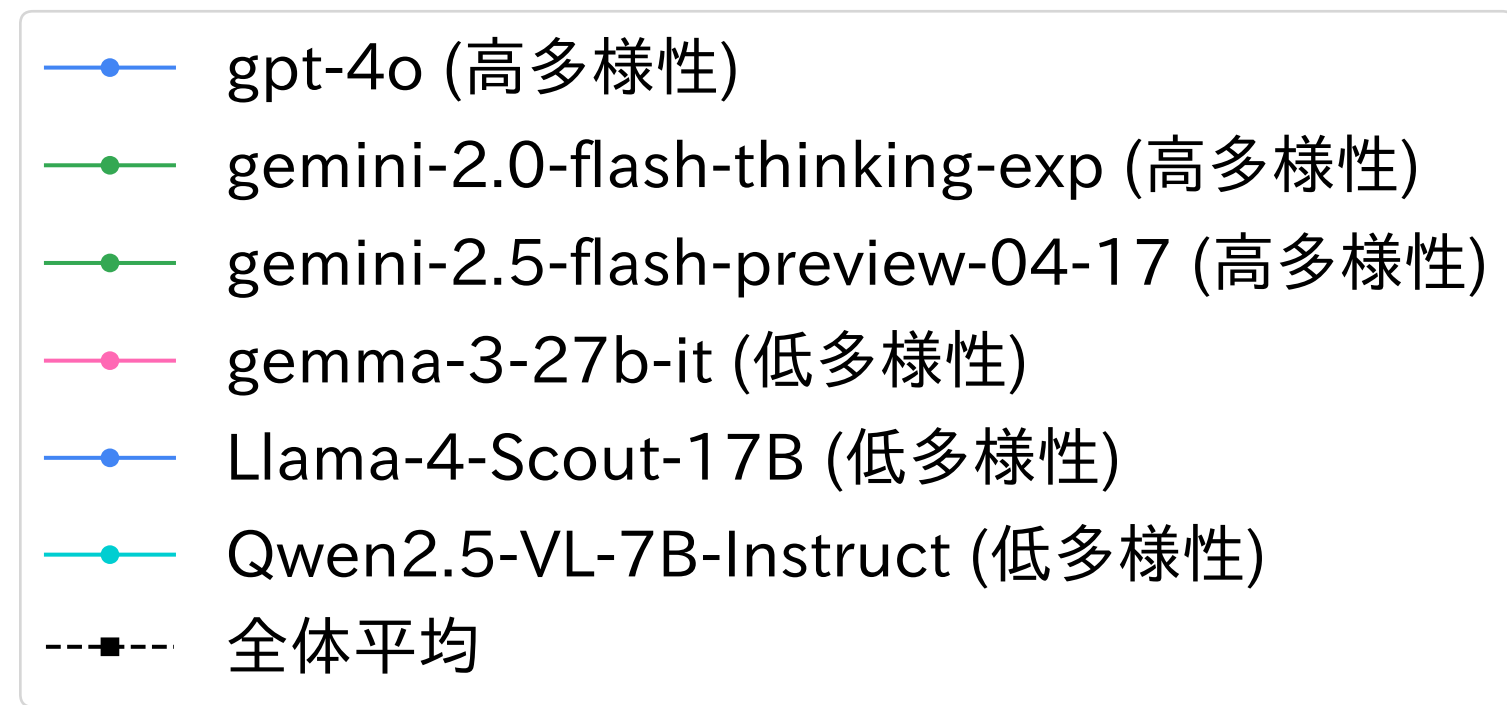 gpt-4o (高多様性)
gemini-2.0-flash-thinking-exp (高多様性)
gemini-2.5-flash-preview-04-17 (高多様性)
gemma-3-27b-it (低多様性)
Llama-4-Scout-17B (低多様性)
Qwen2.5-VL-7B-Instruct (低多様性)
全体平均